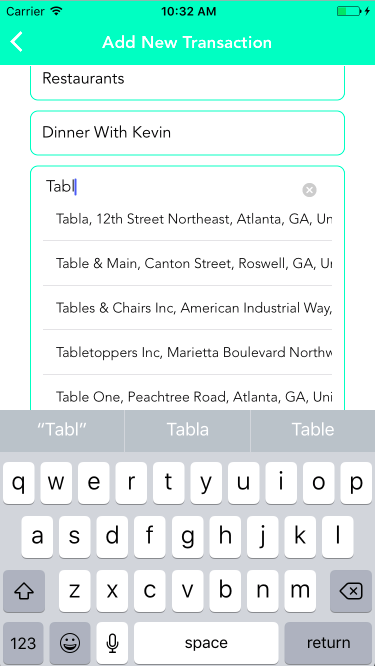 Carrier 10:32 AM
Add New Transaction
Restaurants
Dinner With Kevin
Tabl
Tabla, 12th Street Northeast, Atlanta, GA, Un
Table & Main, Canton Street, Roswell, GA, Un
Tables & Chairs Inc, American Industrial Way,
Tabletoppers Inc, Marietta Boulevard Northw
Table One, Peachtree Road, Atlanta, GA, Uni
“Tabl” Tabla Table
q w e r t y u i o p
a s d f g h j k l
z x c v b n m
123 space return